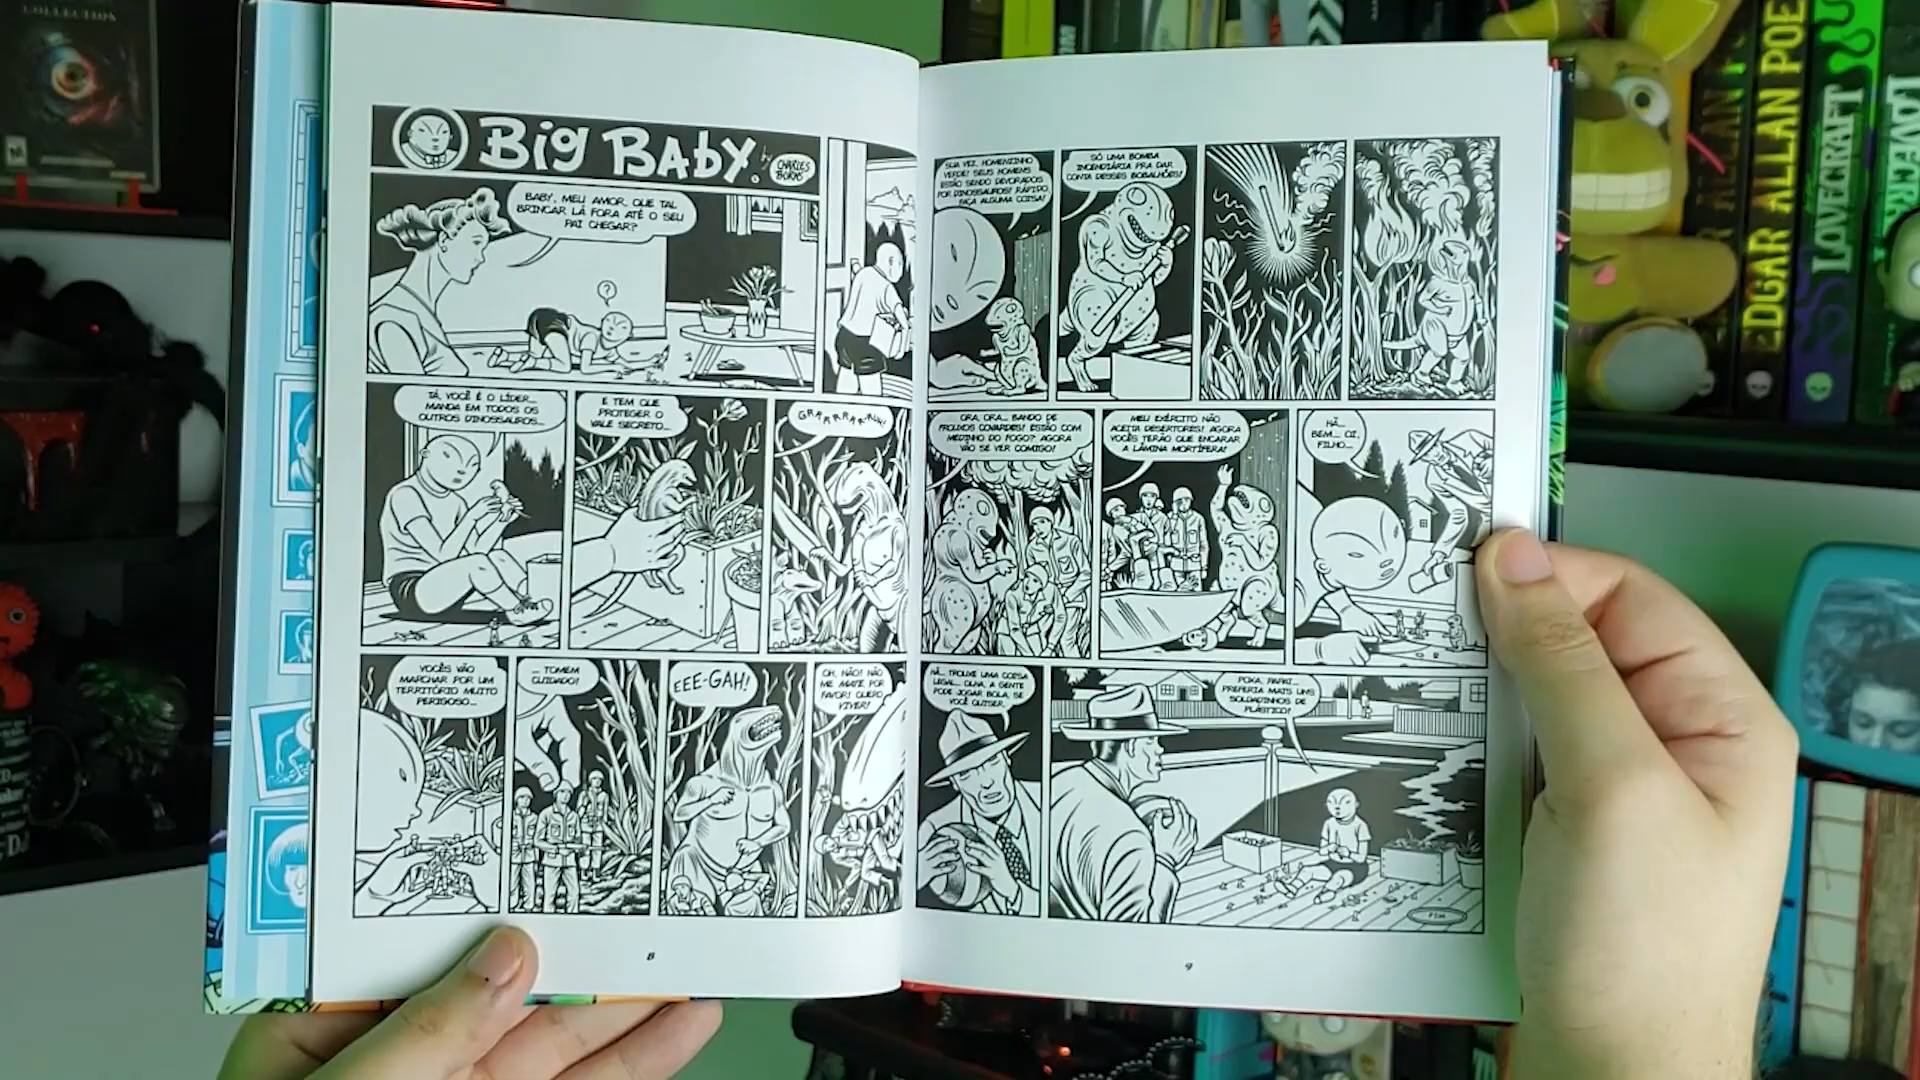 COLLECTION
BIG BABY.
by
CHARLES
BURNS
BABY, MEU AMOR, QUE TAL
BRINCAR LÁ FORA ATÉ O SEU
PAI CHEGAR?
?
TÁ, VOCÊ É O LÍDER...
MANDA EM TODOS OS
OUTROS DINOSSAUROS...
E TEM QUE
PROTEGER O
VALE SECRETO...
VOCÊS VÃO
MARCHAR POR UM
TERRITÓRIO MUITO
PERIGOSO...
... TOMEM
CUIDADO!
EEE-GAH!
OH, NÃO! NÃO
ME MATE POR
FAVOR! QUERO
VIVER!
8
SUA VEZ, HOMENZINHO
VERDE! SEUS HOMENS
ESTÃO SENDO DEVORADOS
POR DINOSSAUROS! RÁPIDO,
FAÇA ALGUMA COISA!
SÓ UMA BOMBA
INCENDIÁRIA PRA DAR
CONTA DESSES BOBALHÕES!
ORA, ORA... BANDO DE
FROUXOS COVARDES! ESTÃO COM
MEDINHO DO FOGO? AGORA
VÃO SE VER COMIGO!
MEU EXÉRCITO NÃO
ACEITA DESERTORES! AGORA
VOCÊS TERÃO QUE ENCARAR
A LÂMINA MORTÍFERA!
HÃ...
BEM... OI,
FILHO...
HÃ... TROUXE UMA COISA
LEGAL... OLHA, A GENTE
PODE JOGAR BOLA, SE
VOCÊ QUISER...
POXA, PAPAI...
PREFERIA MAIS UNS
SOLDADINHOS DE
PLÁSTICO!
FIM
9
EDGAR ALLAN POE
LOVECRAFT